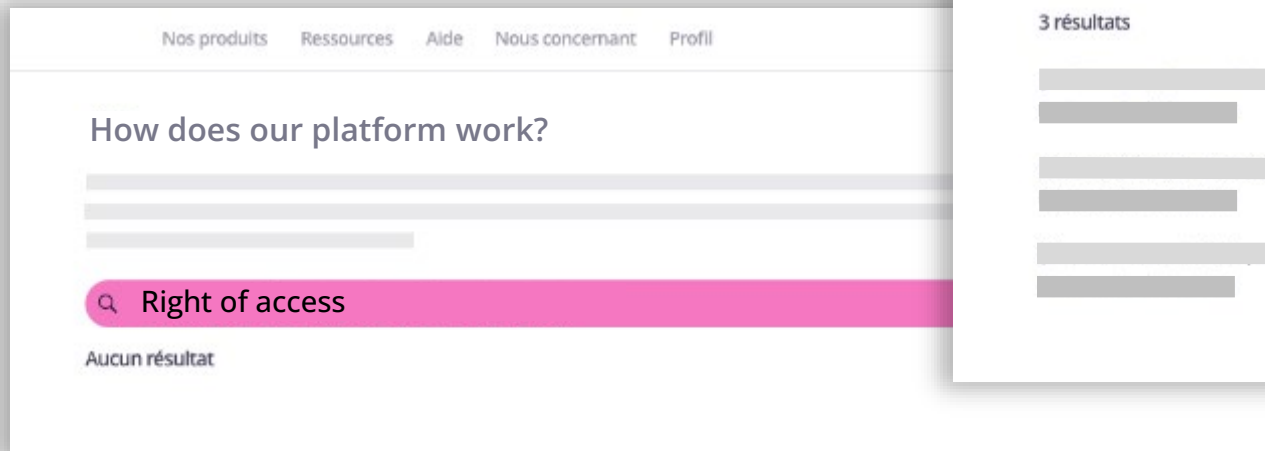 Nos produits Ressources Aide Nous concernant Profil
How does our platform work?
Right of access
Aucun résultat
3 résultats